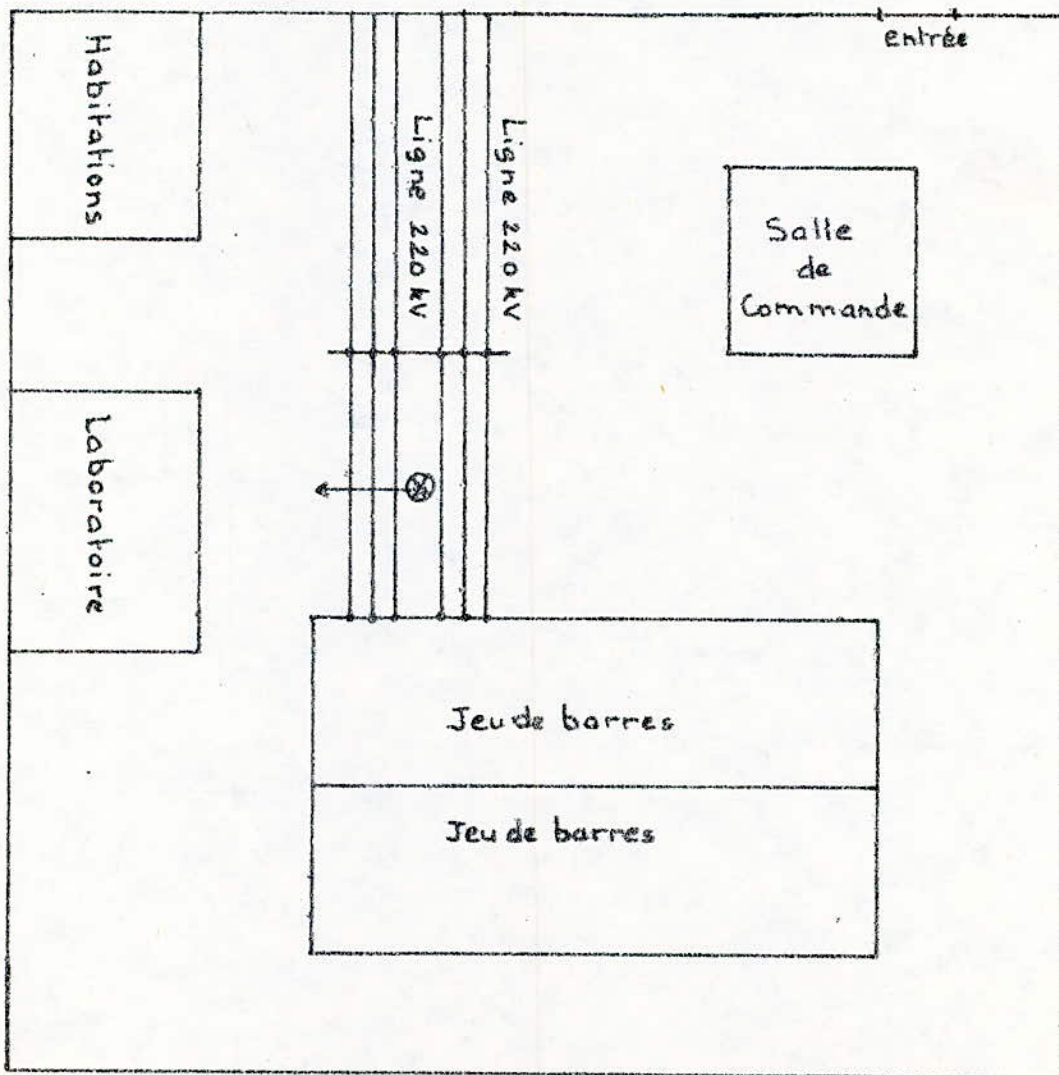 entrée
Habitations
Ligne 220 kV
Ligne 220 kV
Salle
de
Commande
Laboratoire
Jeu de barres
Jeu de barres